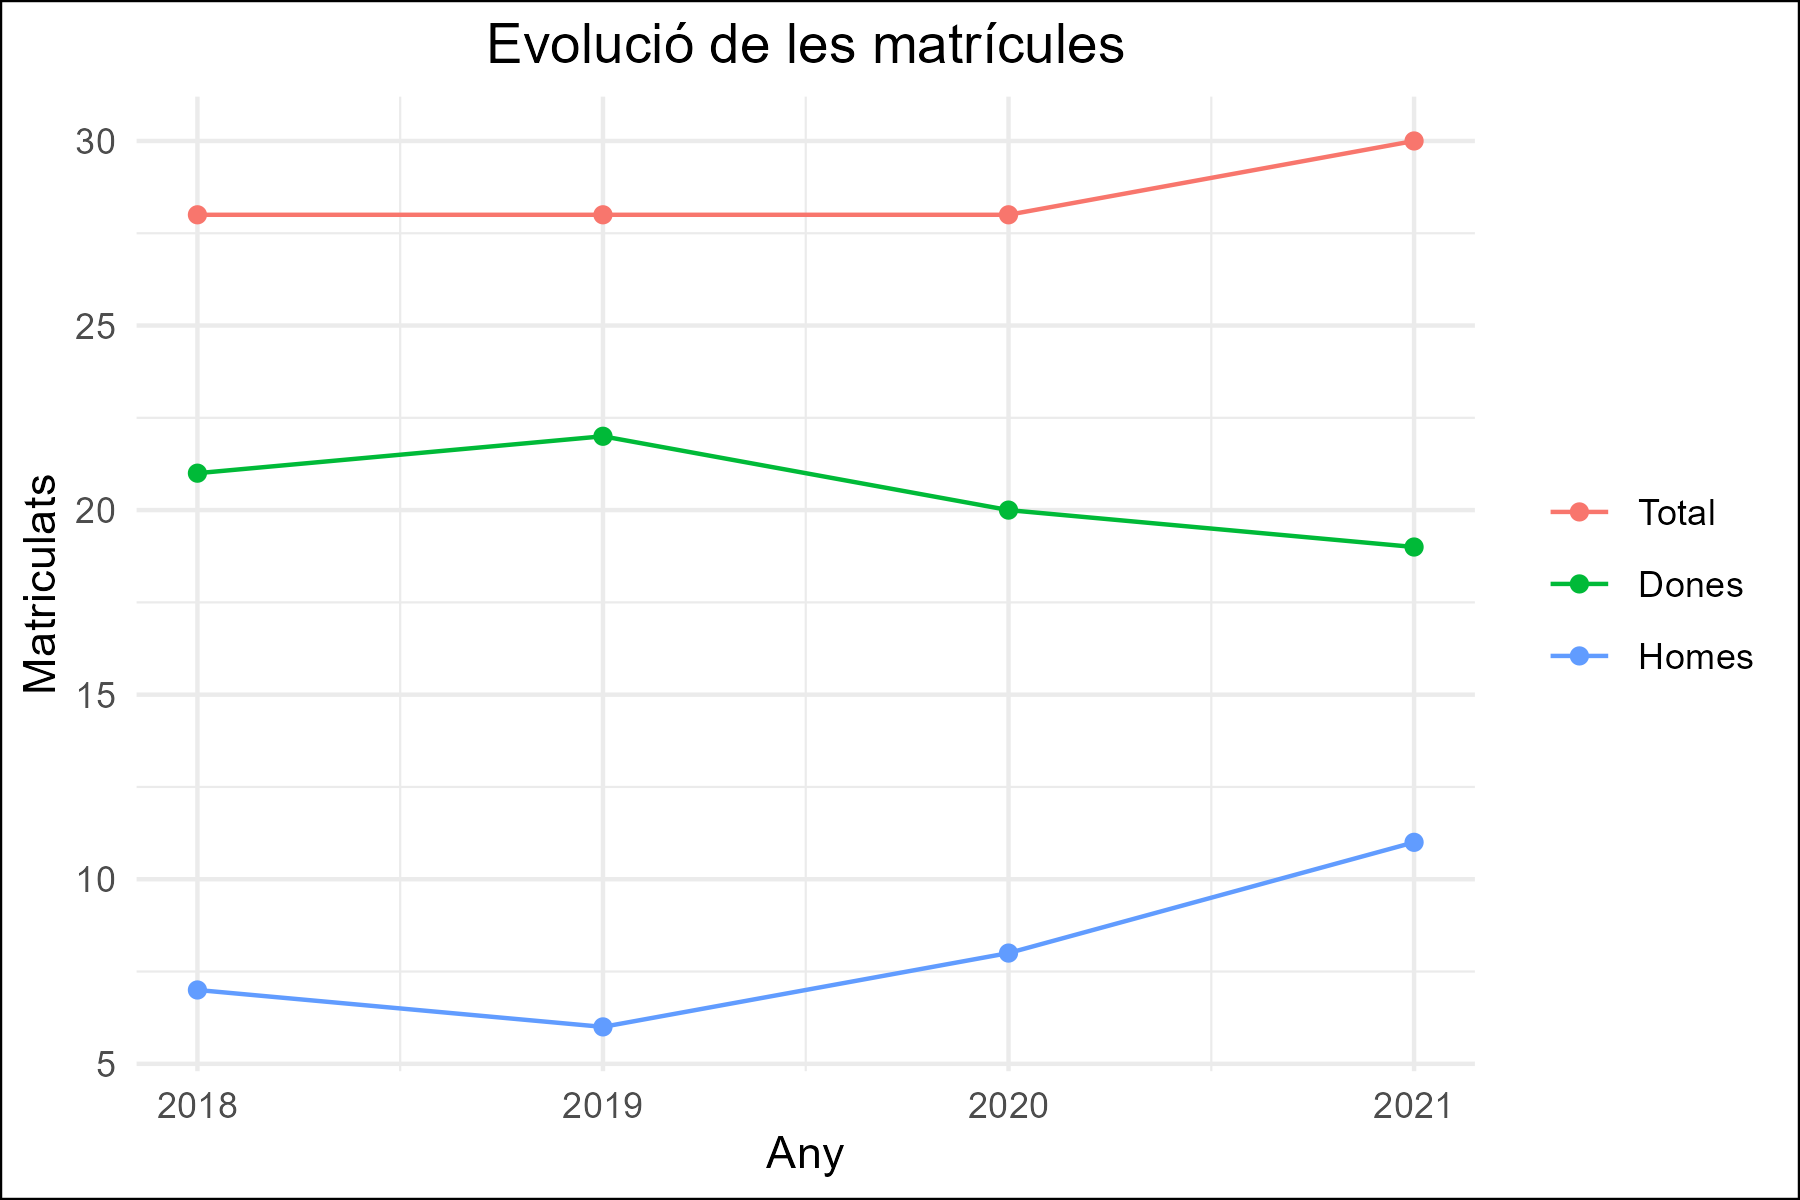 Evolució de les matrícules
30
25
20
15
10
5
Matriculats
2018 2019 2020 2021
Any
Total
Dones
Homes